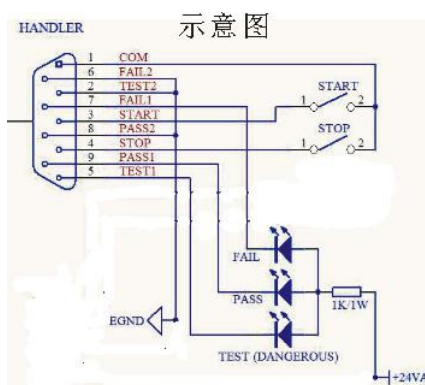 示意图
HANDLER
1 COM
6 FAIL2
2 TEST2
7 FAIL1
3 START
8 PASS2
4 STOP
9 PASS1
5 TEST1
START
1 2
STOP
1 2
FAIL
PASS
1K/1W
EGND
TEST (DANGEROUS)
+24VA